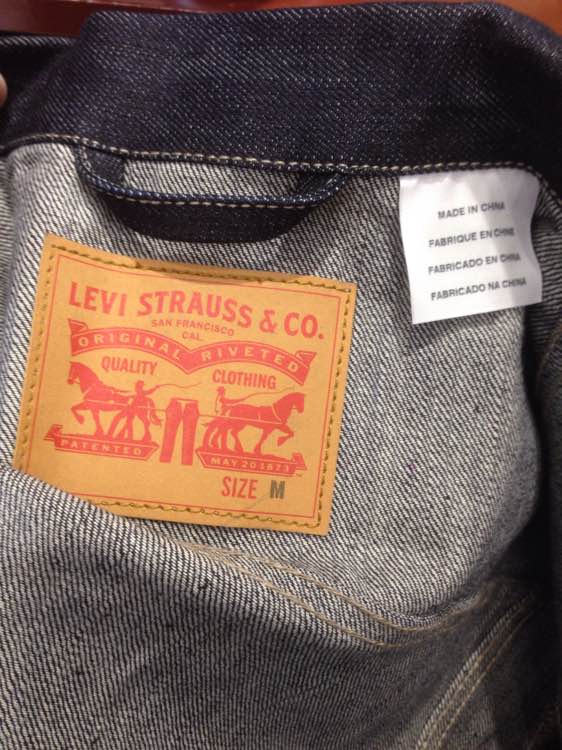 LEVI STRAUSS & CO.
SAN FRANCISCO
CAL.
ORIGINAL RIVETED
QUALITY CLOTHING
PATENTED
MAY 20 1873
SIZE M
MADE IN CHINA
FABRIQUE EN CHINE
FABRICADO EN CHINA
FABRICADO NA CHINA